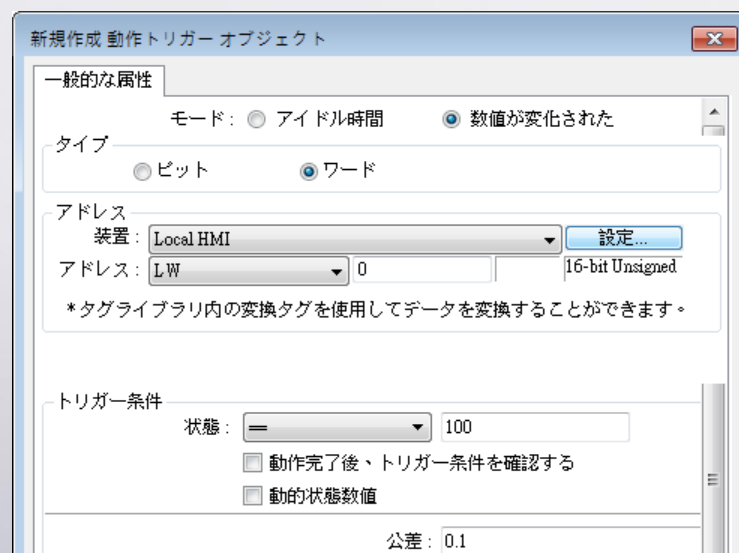 新規作成 動作トリガー オブジェクト
一般的な属性
モード: アイドル時間 数値が変化された
タイプ
ビット ワード
アドレス
装置: Local HMI 設定...
アドレス: LW 0 16-bit Unsigned
*タグライブラリ内の変換タグを使用してデータを変換することができます。
トリガー条件
状態: == 100
動作完了後、トリガー条件を確認する
動的状態数値
公差: 0.1